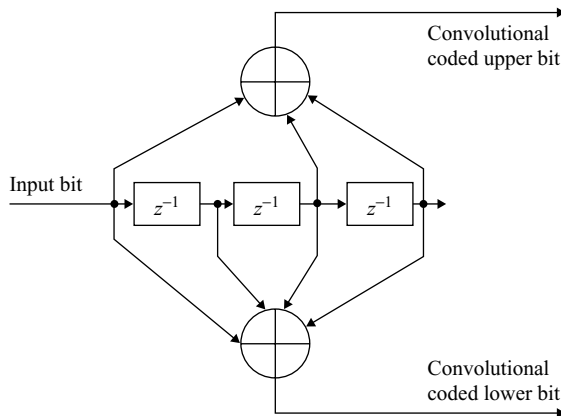 Convolutional
coded upper bit
Input bit
z⁻¹ z⁻¹ z⁻¹
Convolutional
coded lower bit